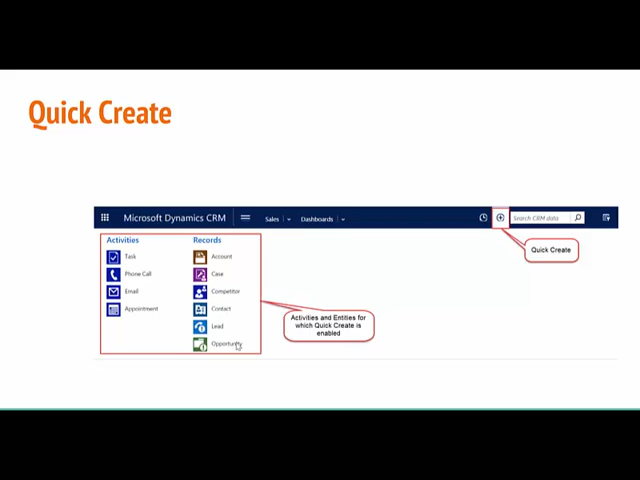 Quick Create
Microsoft Dynamics CRM
Sales
Dashboards
Search CRM data
Activities
Records
Quick Create
Task
Account
Phone Call
Case
Email
Competitor
Appointment
Contact
Activities and Entities for
which Quick Create is
enabled
Lead
Opportunity